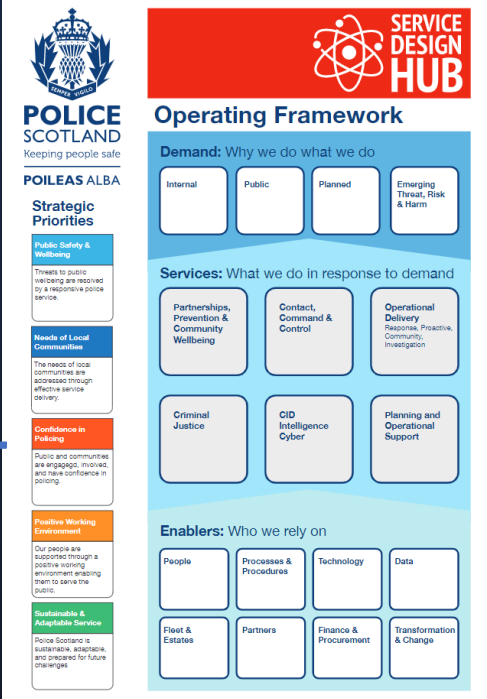 SEMPER VIGILO
POLICE
SCOTLAND
Keeping people safe
POILEAS ALBA
Strategic
Priorities
Public Safety &
Wellbeing
Threats to public
wellbeing are resolved
by a responsive police
service.
Needs of Local
Communities
The needs of local
communities are
addressed through
effective service
delivery.
Confidence in
Policing
Public and communities
are engagegd, involved,
and have confidence in
policing.
Positive Working
Environment
Our people are
supported through a
positive working
environment enabling
them to serve the
public.
Sustainable &
Adaptable Service
Police Scotland is
sustainable, adaptable,
and prepared for future
challenges
SERVICE
DESIGN
HUB
Operating Framework
Demand: Why we do what we do
Internal
Public
Planned
Emerging
Threat, Risk
& Harm
Services: What we do in response to demand
Partnerships,
Prevention &
Community
Wellbeing
Contact,
Command &
Control
Operational
Delivery
Response, Proactive,
Community,
Investigation
Criminal
Justice
CID
Intelligence
Cyber
Planning and
Operational
Support
Enablers: Who we rely on
People
Processes &
Procedures
Technology
Data
Fleet &
Estates
Partners
Finance &
Procurement
Transformation
& Change